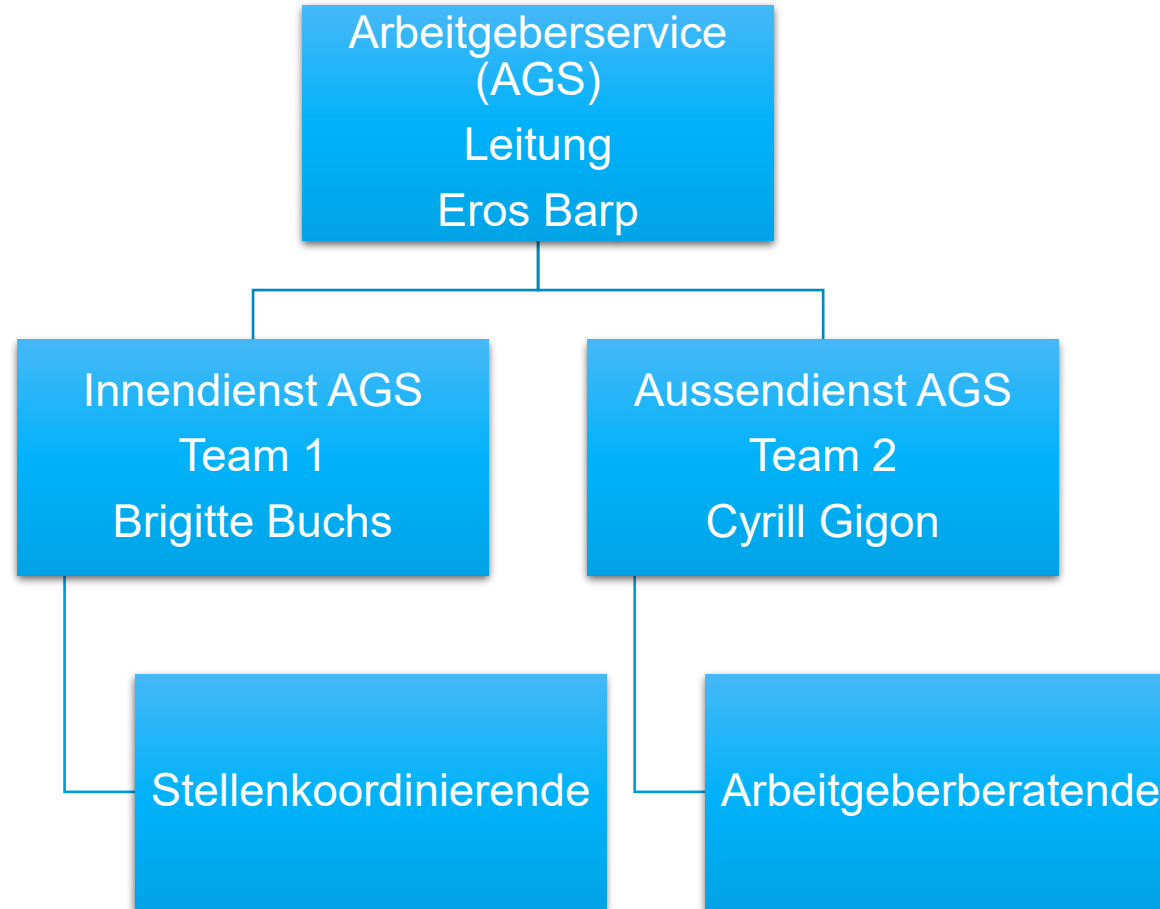 Arbeitgeberservice
(AGS)
Leitung
Eros Barp
Innendienst AGS
Team 1
Brigitte Buchs
Aussendienst AGS
Team 2
Cyrill Gigon
Stellenkoordinierende
Arbeitgeberberatende